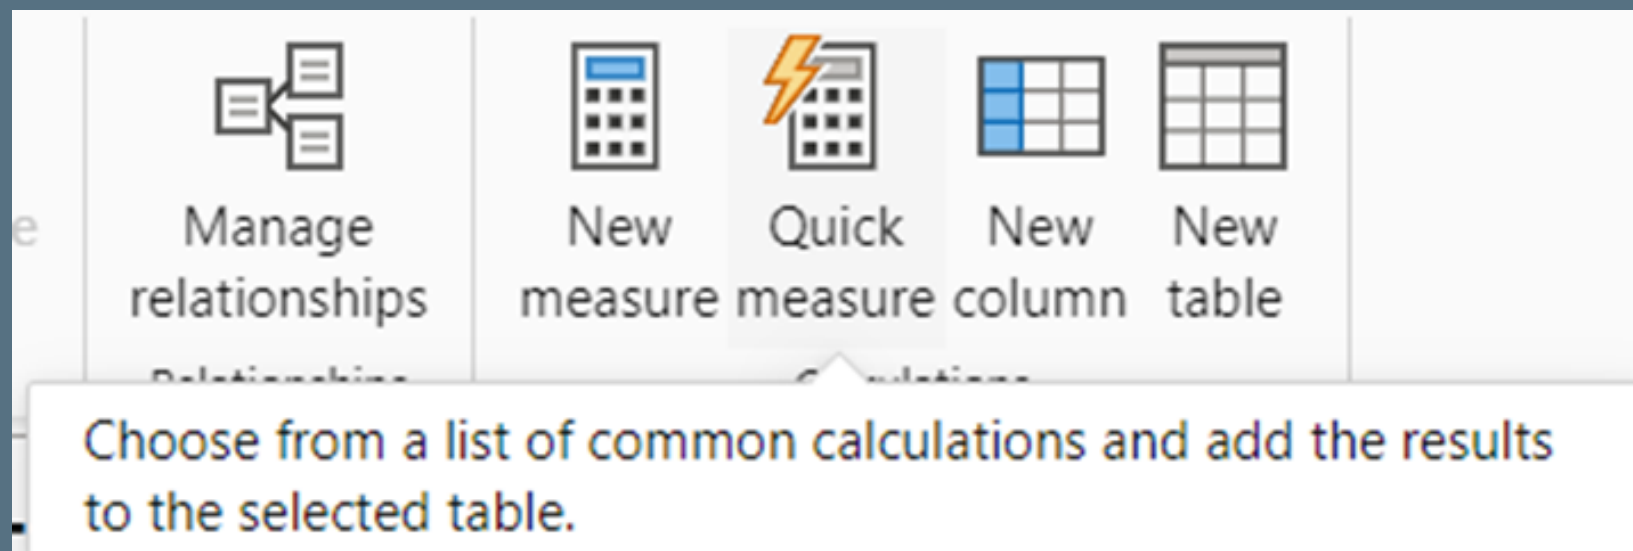 Manage
relationships
New
measure
Quick
measure
New
column
New
table
Relationships
Choose from a list of common calculations and add the results
to the selected table.